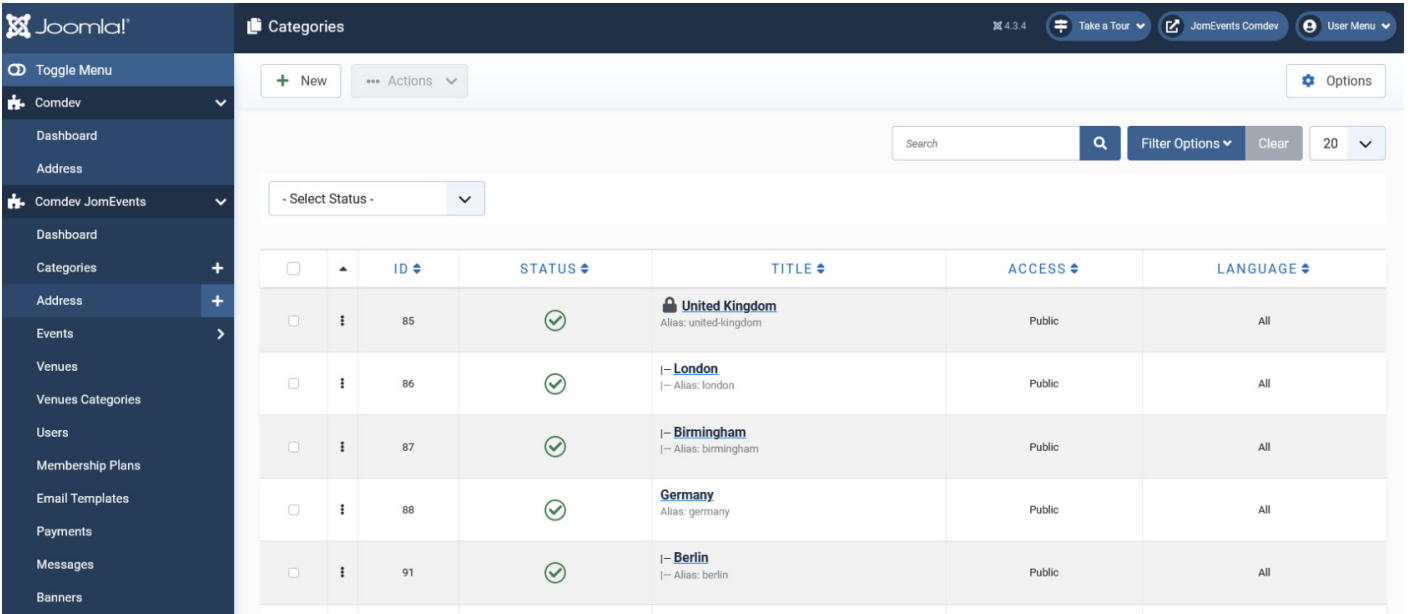 Joomla!®
Categories
4.3.4
Take a Tour
JomEvents Comdev
User Menu
Toggle Menu
Comdev
Dashboard
Address
Comdev JomEvents
Dashboard
Categories
Address
Events
Venues
Venues Categories
Users
Membership Plans
Email Templates
Payments
Messages
Banners
+ New
Actions
Options
Search
Filter Options
Clear
20
- Select Status -
ID STATUS TITLE ACCESS LANGUAGE
85 United Kingdom Public All
Alias: united-kingdom
86 |– London Public All
|– Alias: london
87 |– Birmingham Public All
|– Alias: birmingham
88 Germany Public All
Alias: germany
91 |– Berlin Public All
|– Alias: berlin